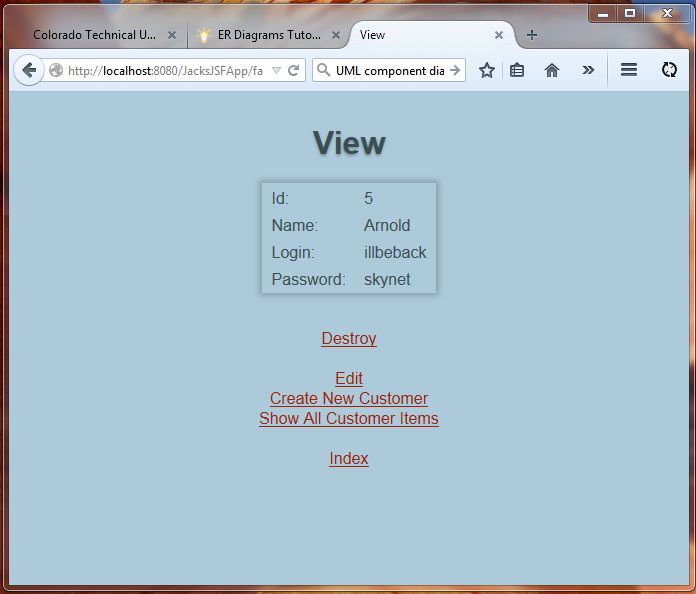 Colorado Technical U...
ER Diagrams Tuto...
View
http://localhost:8080/JacksJSFApp/fa
UML component dia
View
Id: 5
Name: Arnold
Login: illbeback
Password: skynet
Destroy
Edit
Create New Customer
Show All Customer Items
Index